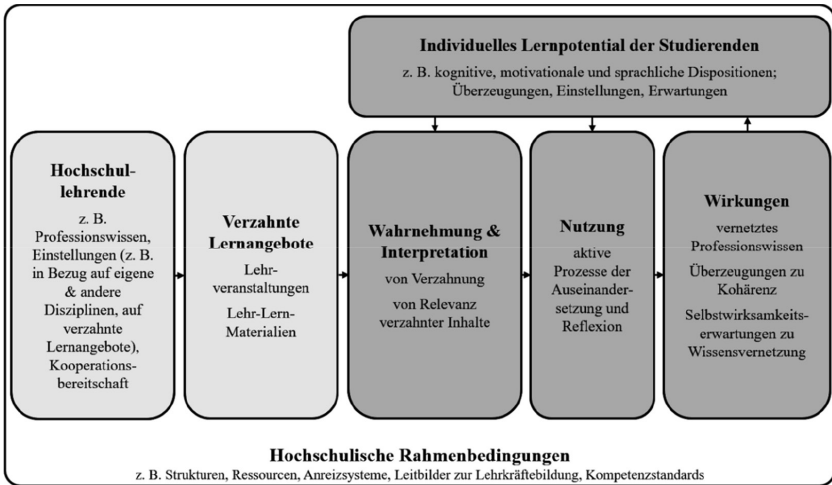 Individuelles Lernpotential der Studierenden
z. B. kognitive, motivationale und sprachliche Dispositionen;
Überzeugungen, Einstellungen, Erwartungen
Hochschul-
lehrende
z. B.
Professionswissen,
Einstellungen (z. B.
in Bezug auf eigene
& andere
Disziplinen, auf
verzahnte
Lernangebote),
Kooperations-
bereitschaft
Verzahnte
Lernangebote
Lehr-
veranstaltungen
Lehr-Lern-
Materialien
Wahrnehmung &
Interpretation
von Verzahnung
von Relevanz
verzahnter Inhalte
Nutzung
aktive
Prozesse der
Auseinander-
setzung und
Reflexion
Wirkungen
vernetztes
Professionswissen
Überzeugungen zu
Kohärenz
Selbstwirksamkeits-
erwartungen zu
Wissensvernetzung
Hochschulische Rahmenbedingungen
z. B. Strukturen, Ressourcen, Anreizsysteme, Leitbilder zur Lehrkräftebildung, Kompetenzstandards